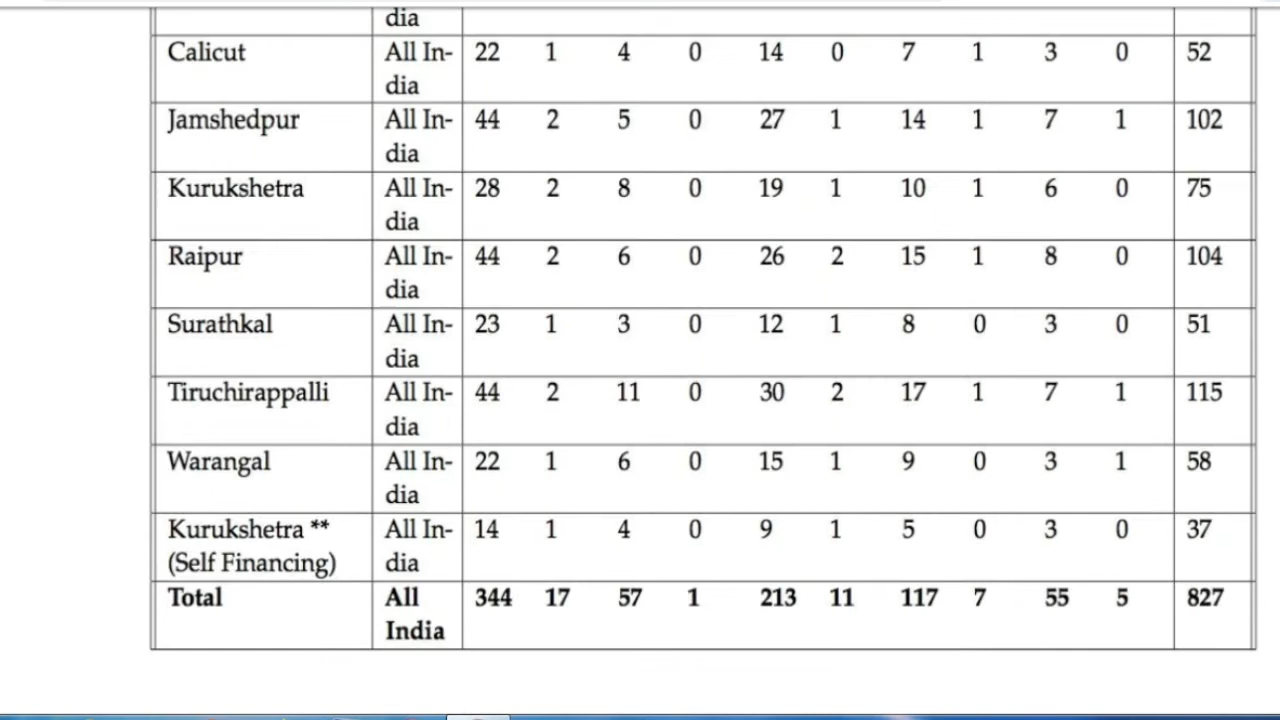 dia
Calicut All In- 22 1 4 0 14 0 7 1 3 0 52
dia
Jamshedpur All In- 44 2 5 0 27 1 14 1 7 1 102
dia
Kurukshetra All In- 28 2 8 0 19 1 10 1 6 0 75
dia
Raipur All In- 44 2 6 0 26 2 15 1 8 0 104
dia
Surathkal All In- 23 1 3 0 12 1 8 0 3 0 51
dia
Tiruchirappalli All In- 44 2 11 0 30 2 17 1 7 1 115
dia
Warangal All In- 22 1 6 0 15 1 9 0 3 1 58
dia
Kurukshetra ** All In- 14 1 4 0 9 1 5 0 3 0 37
(Self Financing) dia
Total All 344 17 57 1 213 11 117 7 55 5 827
India